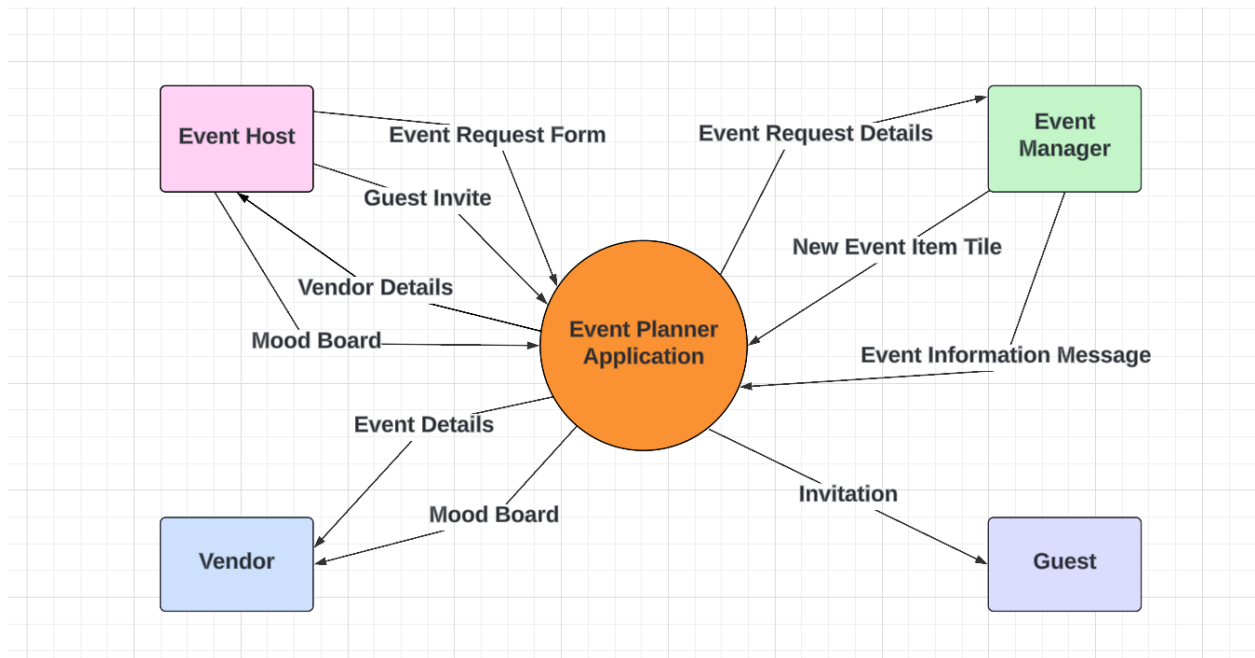 Event Host
Event Request Form
Event Request Details
Event
Manager
Guest Invite
New Event Item Tile
Vendor Details
Mood Board
Event Planner
Application
Event Information Message
Event Details
Mood Board
Invitation
Vendor
Guest